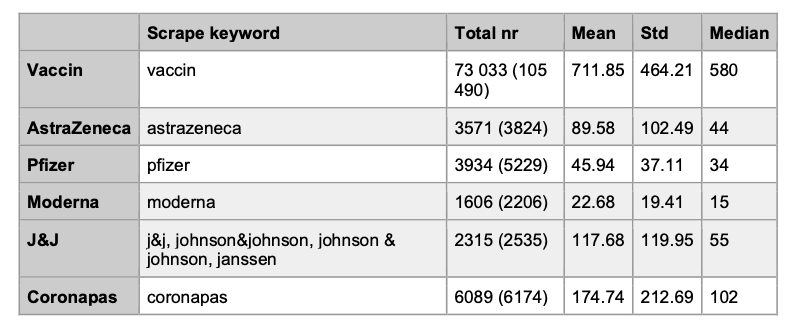 Scrape keyword Total nr Mean Std Median
Vaccin vaccin 73 033 (105 711.85 464.21 580
490)
AstraZeneca astrazeneca 3571 (3824) 89.58 102.49 44
Pfizer pfizer 3934 (5229) 45.94 37.11 34
Moderna moderna 1606 (2206) 22.68 19.41 15
J&J j&j, johnson&johnson, johnson & 2315 (2535) 117.68 119.95 55
johnson, janssen
Coronapas coronapas 6089 (6174) 174.74 212.69 102